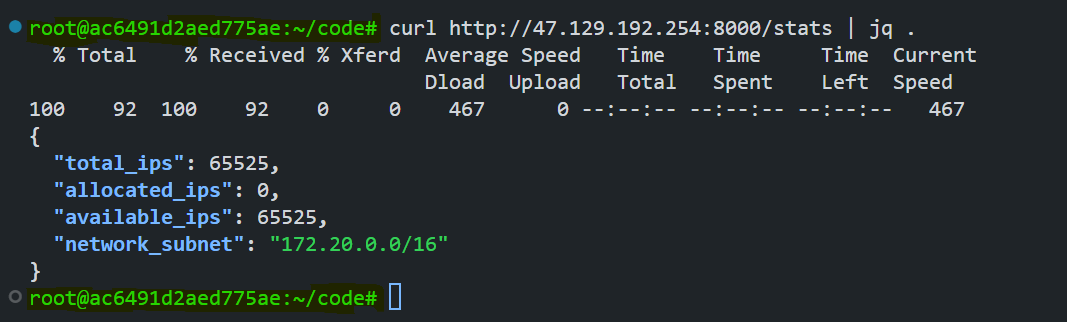 root@ac6491d2aed775ae:~/code# curl http://47.129.192.254:8000/stats | jq .
  % Total    % Received % Xferd  Average Speed   Time    Time     Time  Current
                                 Dload  Upload   Total   Spent    Left  Speed
100    92  100    92    0     0    467      0 --:--:-- --:--:-- --:--:--   467
{
  "total_ips": 65525,
  "allocated_ips": 0,
  "available_ips": 65525,
  "network_subnet": "172.20.0.0/16"
}
root@ac6491d2aed775ae:~/code#